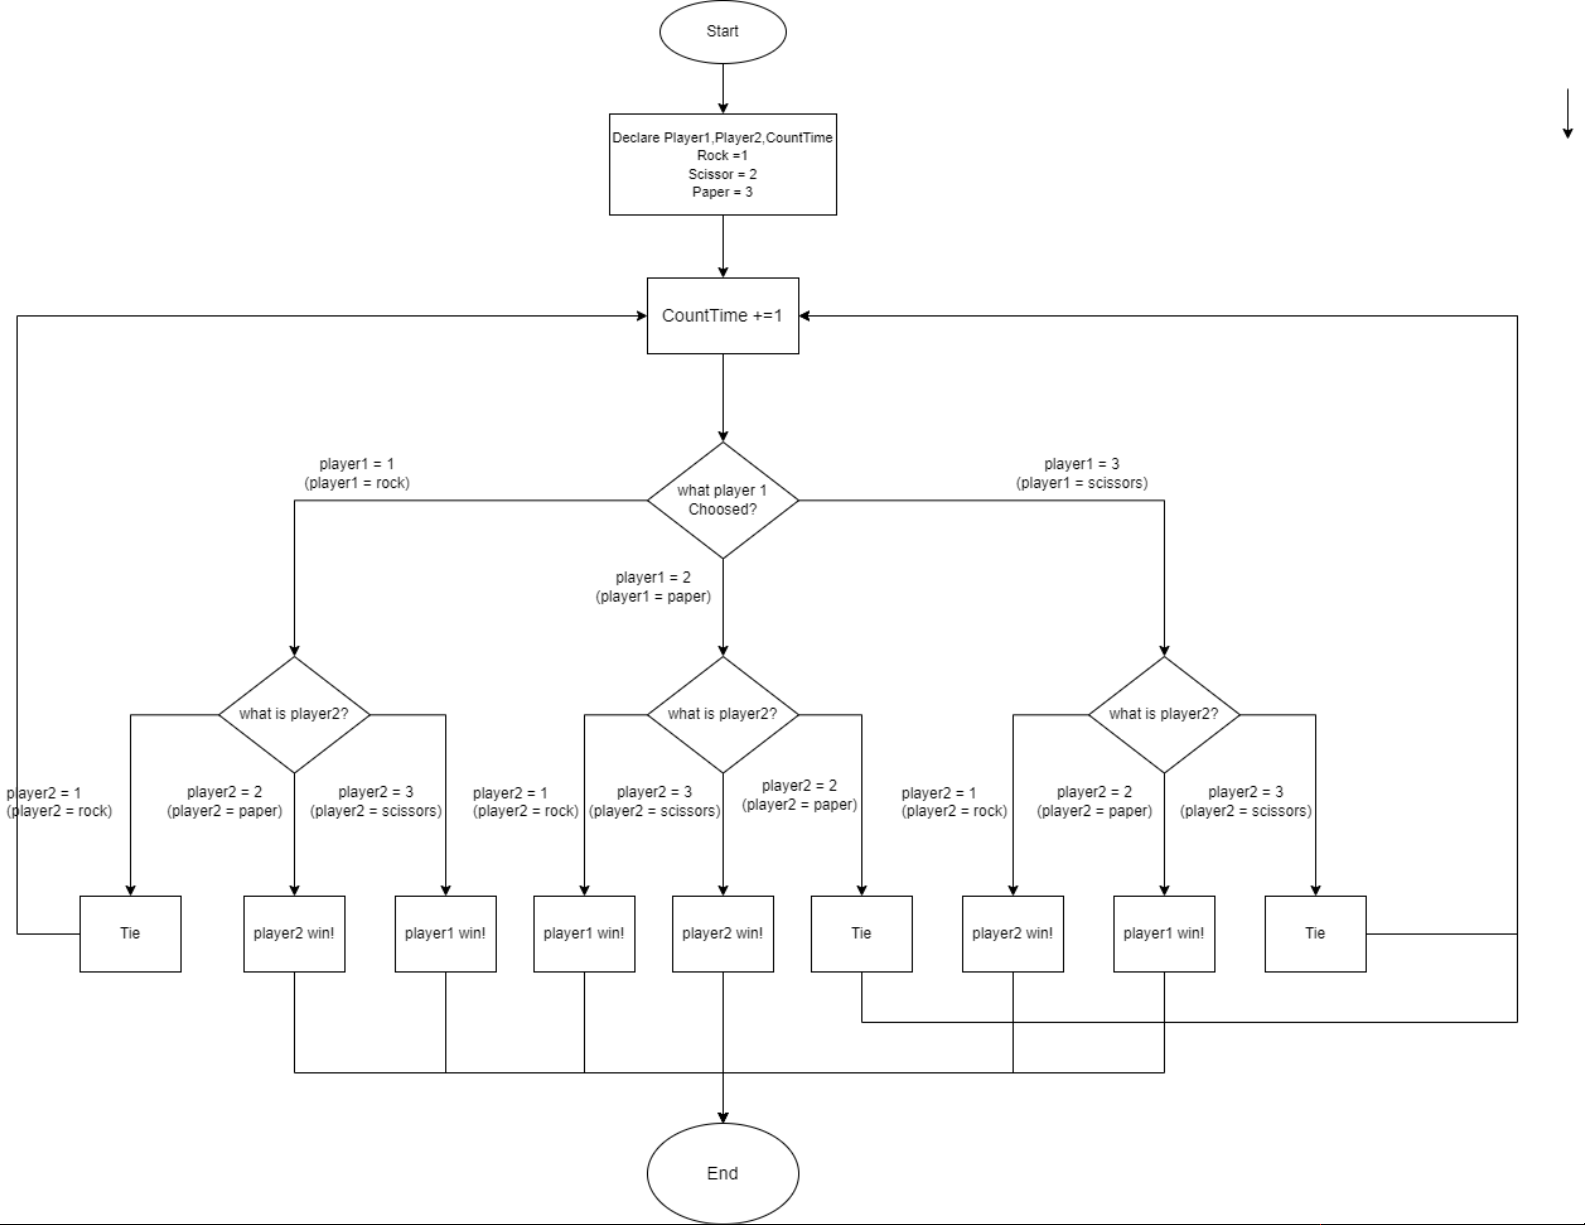 Start
Declare Player1,Player2,CountTime
Rock =1
Scissor = 2
Paper = 3
CountTime +=1
what player 1
Choosed?
player1 = 1
(player1 = rock)
player1 = 3
(player1 = scissors)
player1 = 2
(player1 = paper)
what is player2?
what is player2?
what is player2?
player2 = 1
(player2 = rock)
player2 = 2
(player2 = paper)
player2 = 3
(player2 = scissors)
player2 = 1
(player2 = rock)
player2 = 3
(player2 = scissors)
player2 = 2
(player2 = paper)
player2 = 1
(player2 = rock)
player2 = 2
(player2 = paper)
player2 = 3
(player2 = scissors)
Tie
player2 win!
player1 win!
player1 win!
player2 win!
Tie
player2 win!
player1 win!
Tie
End